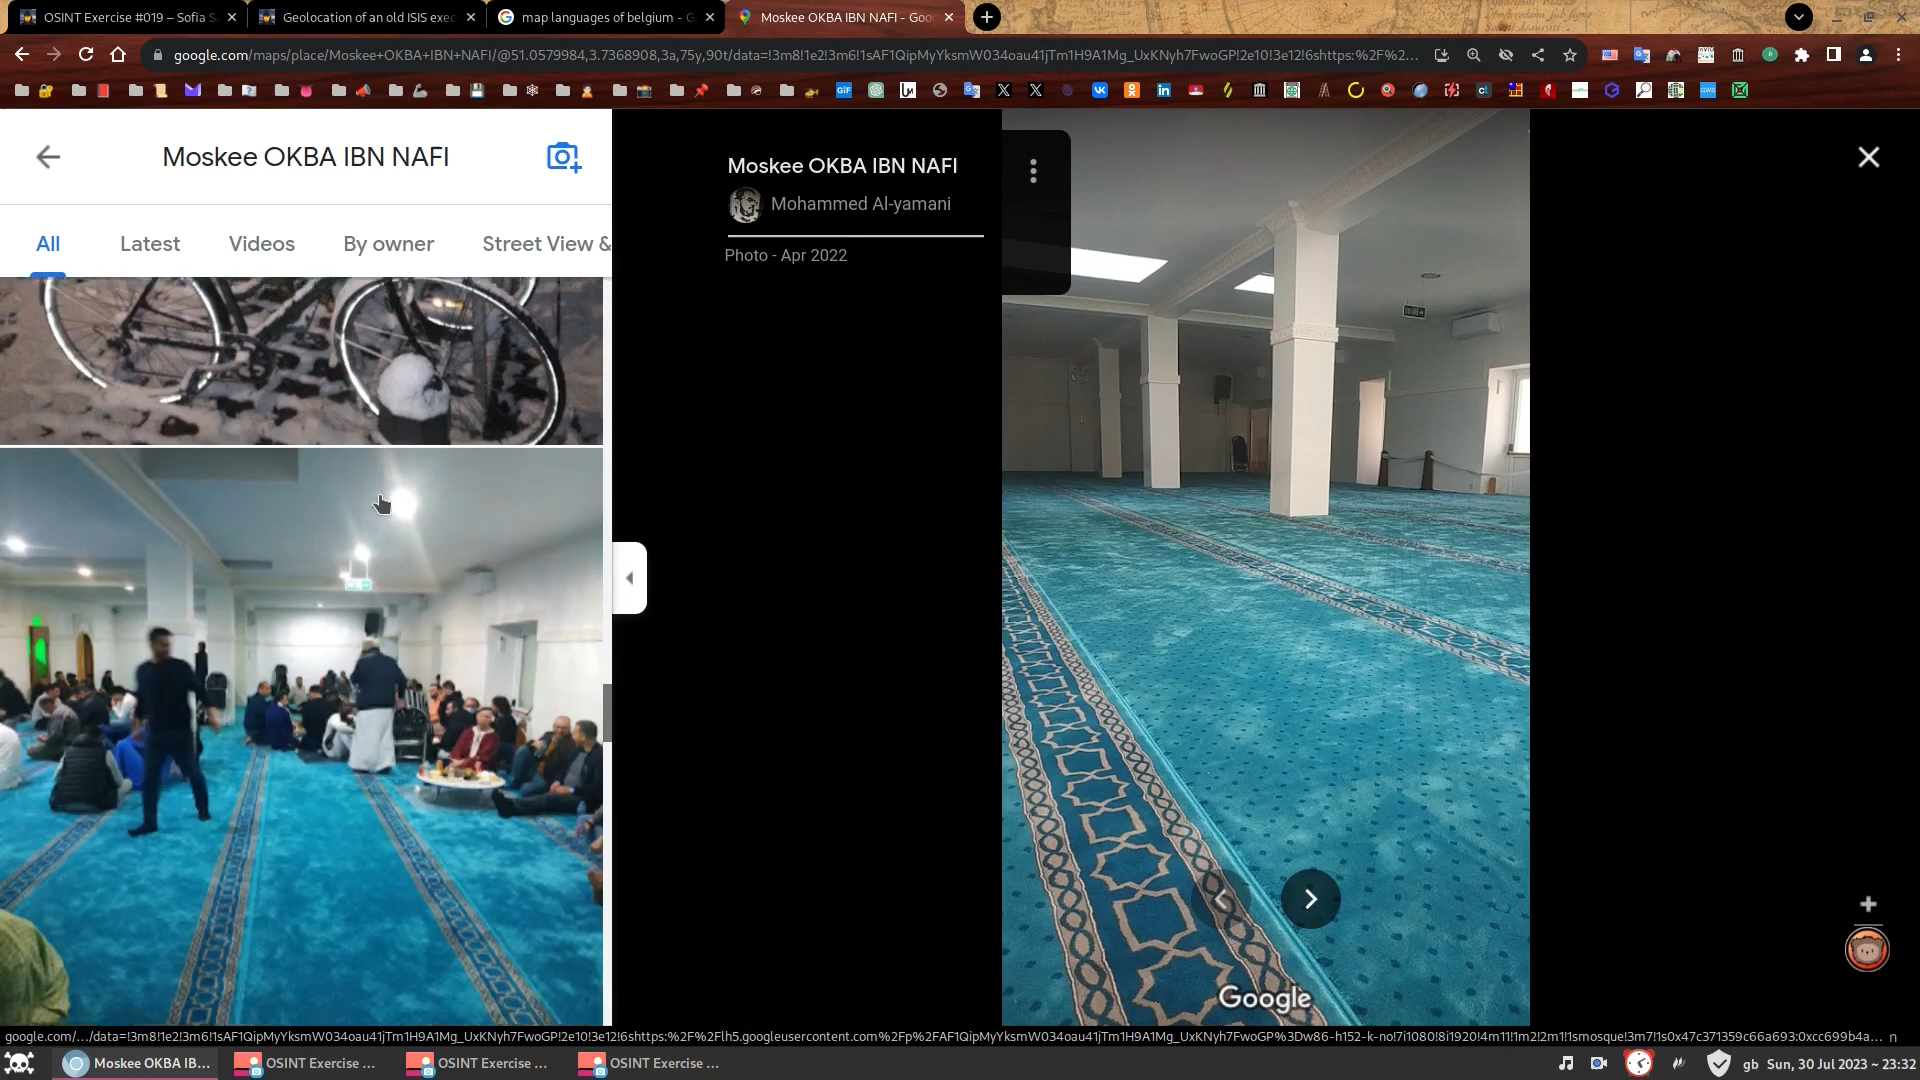 OSINT Exercise #019 – Sofia S
Geolocation of an old ISIS exec
map languages of belgium - G
Moskee OKBA IBN NAFI - Goo
google.com/maps/place/Moskee+OKBA+IBN+NAFI/@51.0579984,3.7368908,3a,75y,90t/data=!3m8!1e2!3m6!1sAF1QipMyYksmW034oau41jTm1H9A1Mg_UxKNyh7FwoGP!2e10!3e12!6shttps:%2F%2...
Moskee OKBA IBN NAFI
All
Latest
Videos
By owner
Street View &
Moskee OKBA IBN NAFI
Mohammed Al-yamani
Photo - Apr 2022
Google
google.com/.../data=!3m8!1e2!3m6!1sAF1QipMyYksmW034oau41jTm1H9A1Mg_UxKNyh7FwoGP!2e10!3e12!6shttps:%2F%2Flh5.googleusercontent.com%2Fp%2FAF1QipMyYksmW034oau41jTm1H9A1Mg_UxKNyh7FwoGP%3Dw86-h152-k-no!7i1080!8i1920!4m11!1m2!2m1!1smosque!3m7!1s0x47c371359c66a693:0xcc699b4a... n
Moskee OKBA IB...
OSINT Exercise ...
OSINT Exercise ...
OSINT Exercise ...
gb
Sun, 30 Jul 2023 ~ 23:32